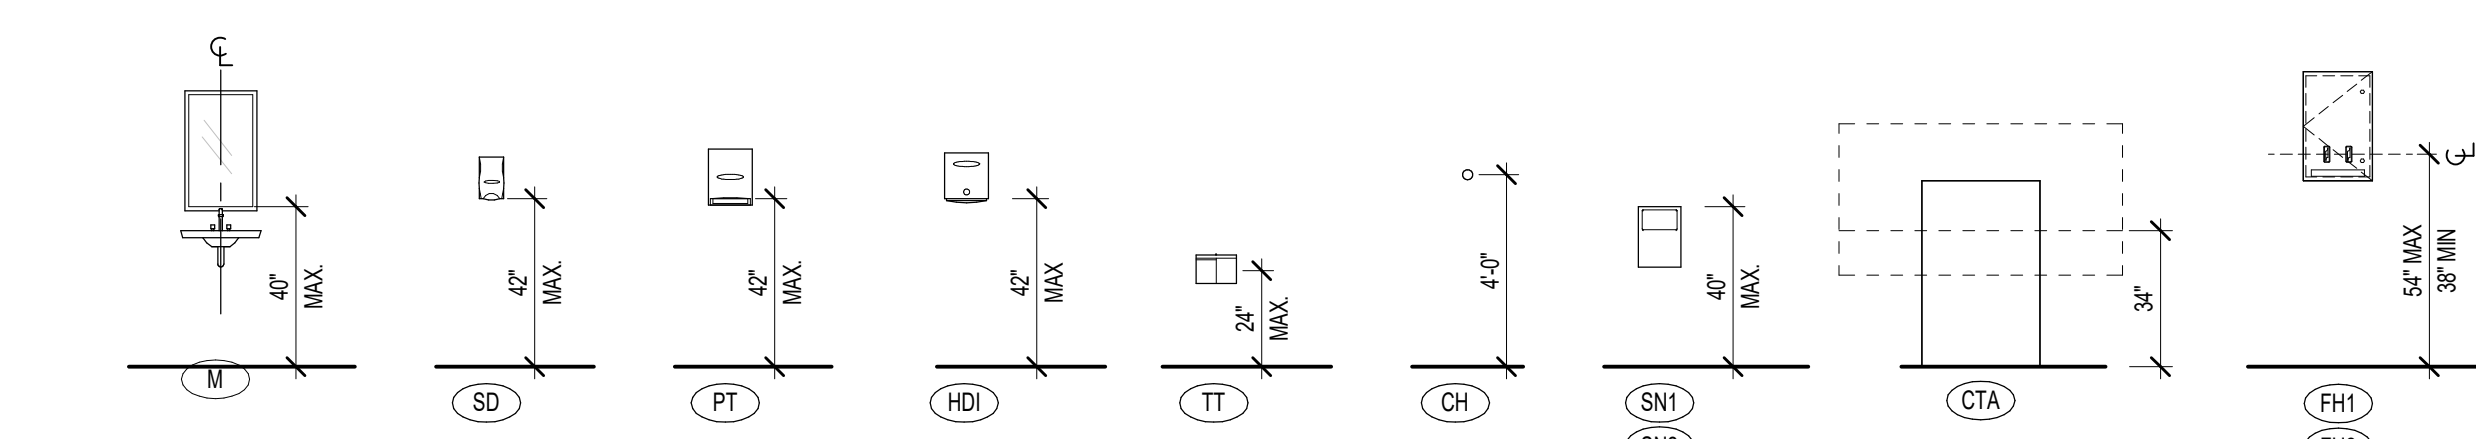 ℄
40"
MAX.
M
42"
MAX.
SD
42"
MAX.
PT
42"
MAX
HDI
24"
MAX.
TT
4'-0"
CH
40"
MAX.
SN1
34"
CTA
54" MAX
38" MIN
℄
FH1